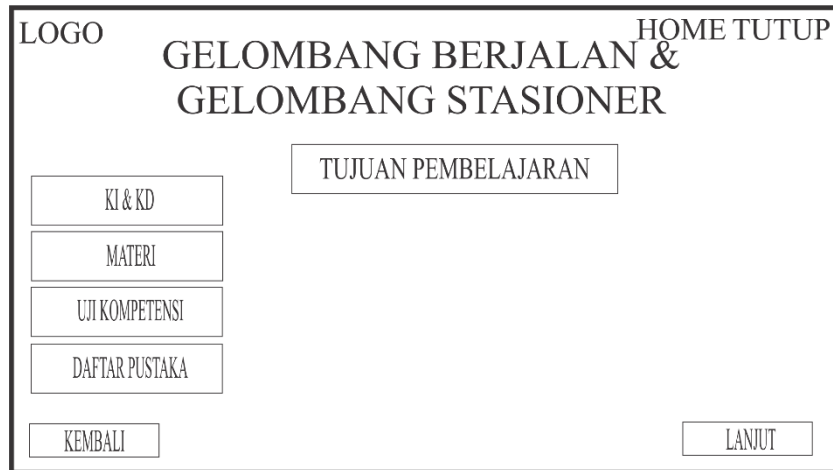 LOGO
HOME TUTUP
GELOMBANG BERJALAN &
GELOMBANG STASIONER
TUJUAN PEMBELAJARAN
KI & KD
MATERI
UJI KOMPETENSI
DAFTAR PUSTAKA
KEMBALI
LANJUT